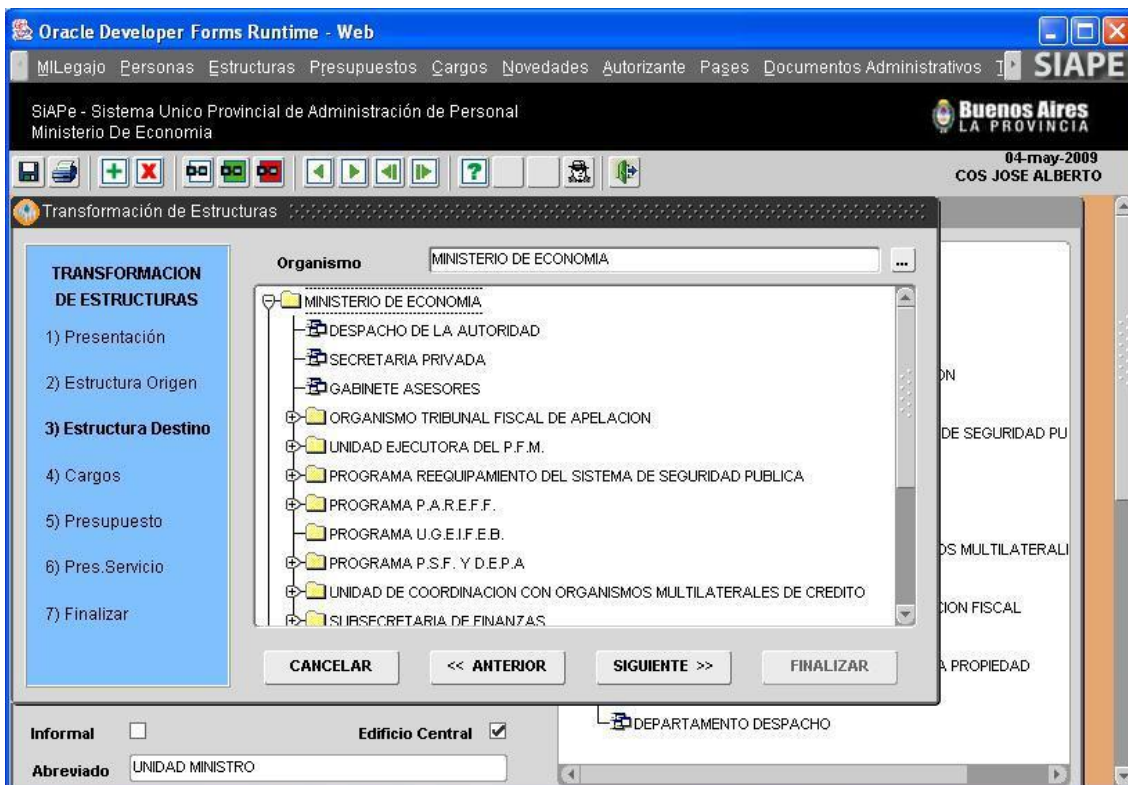 Oracle Developer Forms Runtime - Web
MILegajo Personas Estructuras Presupuestos Cargos Novedades Autorizante Pases Documentos Administrativos SIAPE
SiAPe - Sistema Unico Provincial de Administración de Personal
Ministerio De Economia
Buenos Aires
LA PROVINCIA
04-may-2009
COS JOSE ALBERTO
Transformación de Estructuras
TRANSFORMACION
DE ESTRUCTURAS
1) Presentación
2) Estructura Origen
3) Estructura Destino
4) Cargos
5) Presupuesto
6) Pres.Servicio
7) Finalizar
Organismo MINISTERIO DE ECONOMIA ...
MINISTERIO DE ECONOMIA
DESPACHO DE LA AUTORIDAD
SECRETARIA PRIVADA
GABINETE ASESORES
ORGANISMO TRIBUNAL FISCAL DE APELACION
UNIDAD EJECUTORA DEL P.F.M.
PROGRAMA REEQUIPAMIENTO DEL SISTEMA DE SEGURIDAD PUBLICA
PROGRAMA P.A.R.E.F.F.
PROGRAMA U.G.E.I.F.E.B.
PROGRAMA P.S.F. Y D.E.P.A
UNIDAD DE COORDINACION CON ORGANISMOS MULTILATERALES DE CREDITO
SUBSECRETARIA DE FINANZAS
CANCELAR << ANTERIOR SIGUIENTE >> FINALIZAR
ON
DE SEGURIDAD PU
OS MULTILATERALI
CION FISCAL
A PROPIEDAD
DEPARTAMENTO DESPACHO
Informal Edificio Central
Abreviado UNIDAD MINISTRO